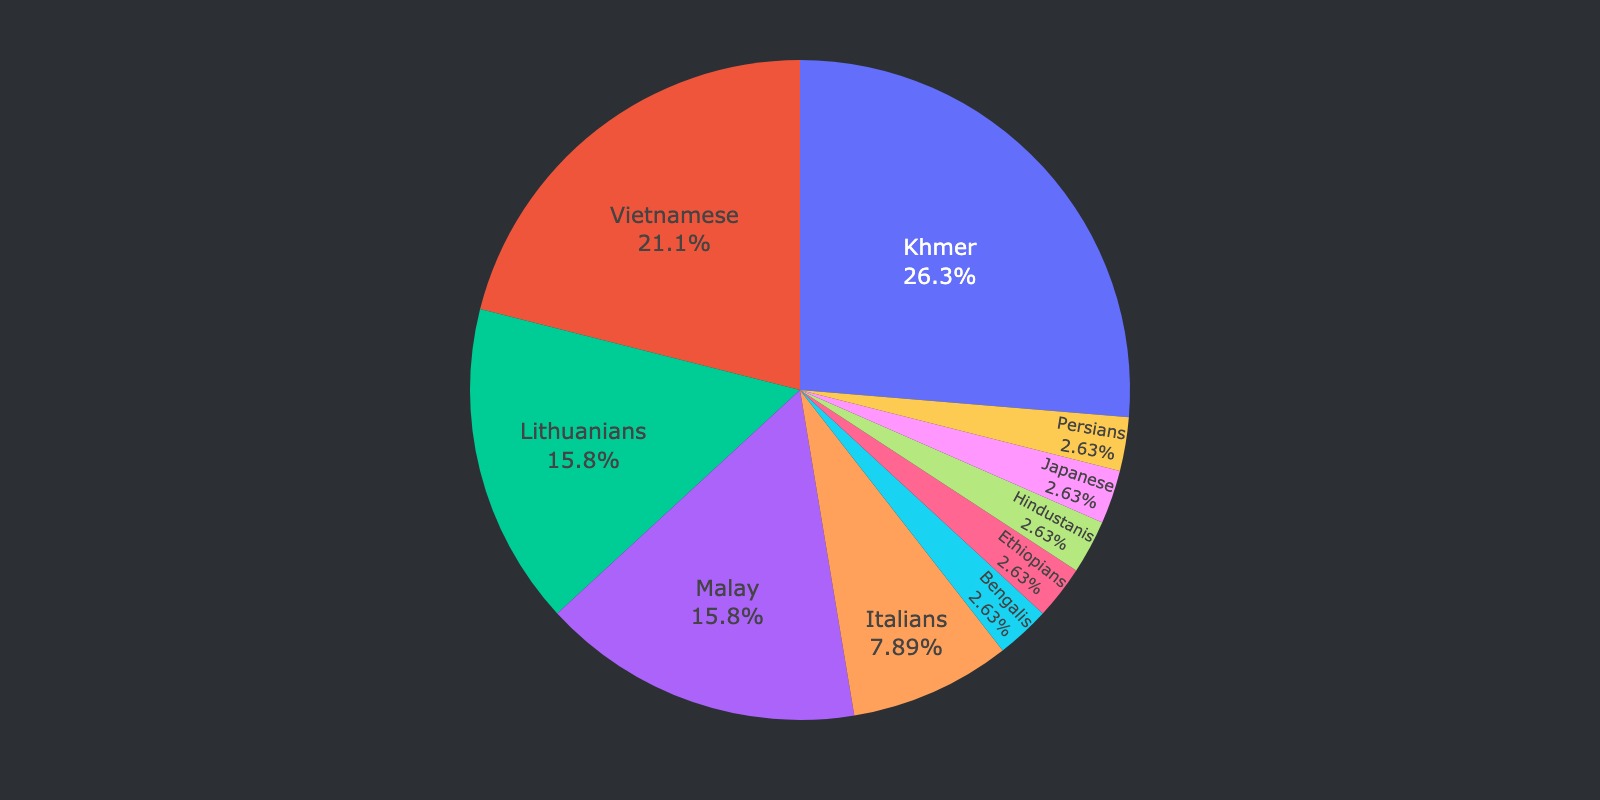 Vietnamese
21.1%
Khmer
26.3%
Lithuanians
15.8%
Malay
15.8%
Italians
7.89%
Persians
2.63%
Japanese
2.63%
Hindustanis
2.63%
Ethiopians
2.63%
Bengalis
2.63%